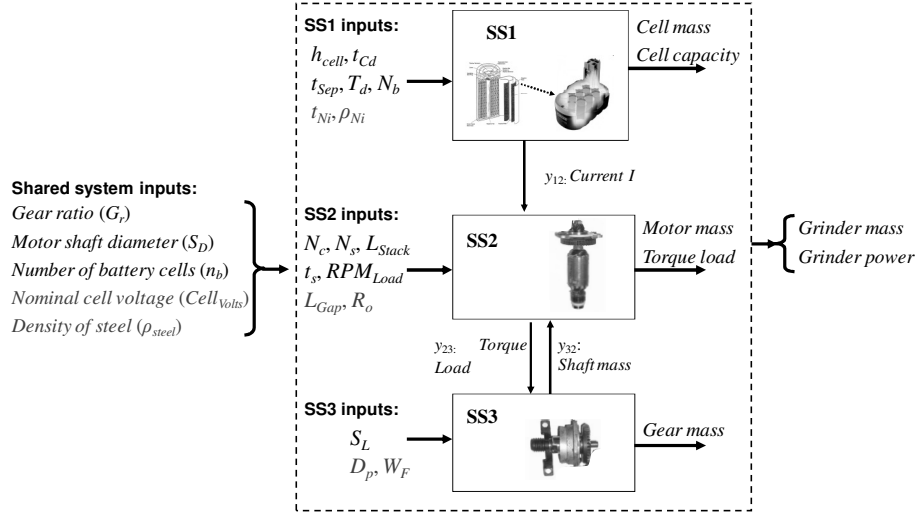 SS1 inputs:
h_cell, t_Cd
t_Sep, T_d, N_b
t_Ni, ρ_Ni
SS1
Cell mass
Cell capacity
y_12: Current I
Shared system inputs:
Gear ratio (G_r)
Motor shaft diameter (S_D)
Number of battery cells (n_b)
Nominal cell voltage (Cell_Volts)
Density of steel (ρ_steel)
SS2 inputs:
N_c, N_s, L_Stack
t_s, RPM_Load
L_Gap, R_o
SS2
Motor mass
Torque load
Grinder mass
Grinder power
y_23: Torque
Load
y_32:
Shaft mass
SS3 inputs:
S_L
D_p, W_F
SS3
Gear mass